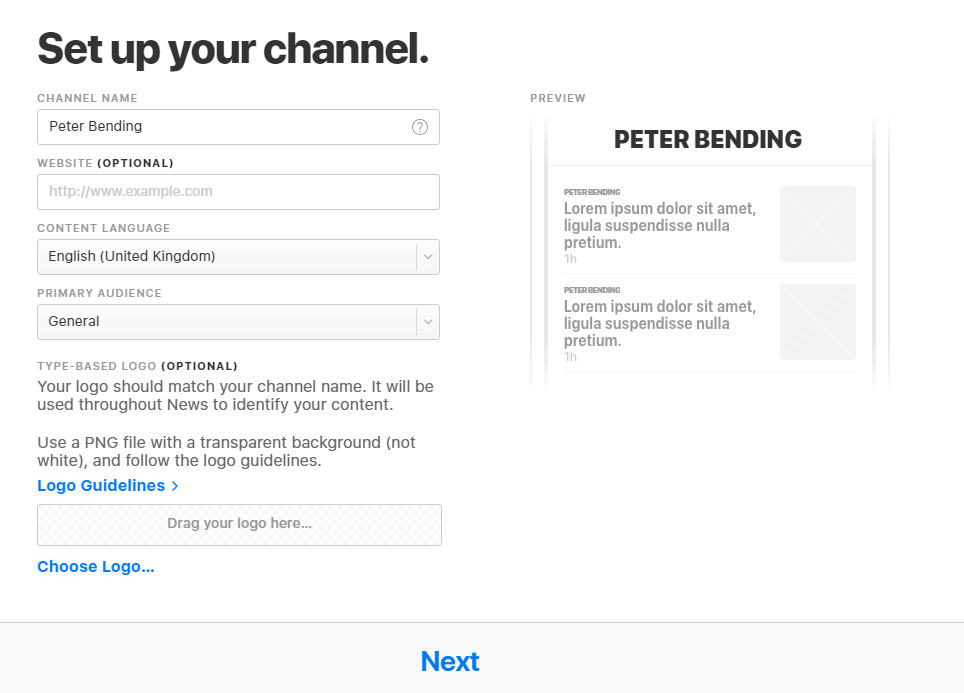 Set up your channel.
CHANNEL NAME
Peter Bending
?
WEBSITE (OPTIONAL)
http://www.example.com
CONTENT LANGUAGE
English (United Kingdom)
PRIMARY AUDIENCE
General
TYPE-BASED LOGO (OPTIONAL)
Your logo should match your channel name. It will be
used throughout News to identify your content.
Use a PNG file with a transparent background (not
white), and follow the logo guidelines.
Logo Guidelines >
Drag your logo here...
Choose Logo...
PREVIEW
PETER BENDING
PETER BENDING
Lorem ipsum dolor sit amet,
ligula suspendisse nulla
pretium.
1h
PETER BENDING
Lorem ipsum dolor sit amet,
ligula suspendisse nulla
pretium.
1h
Next